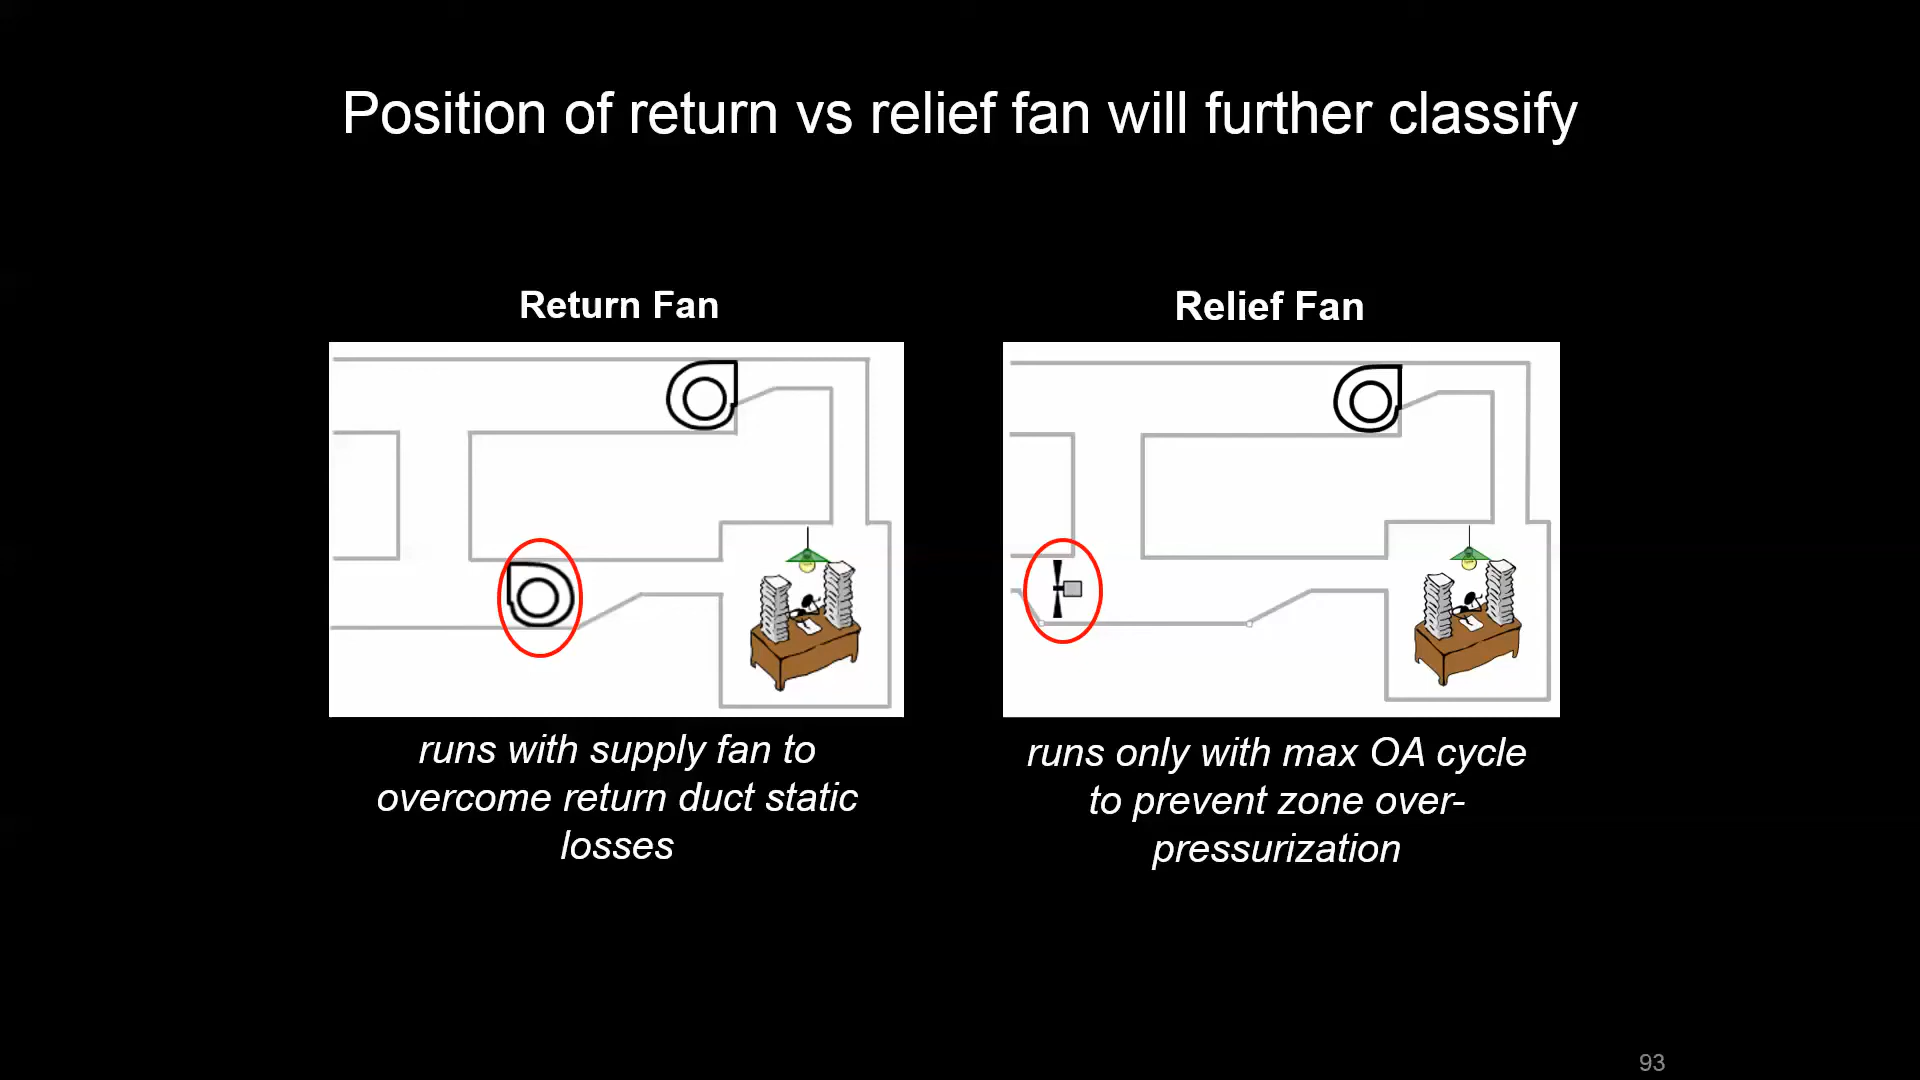 Position of return vs relief fan will further classify
Return Fan
runs with supply fan to
overcome return duct static
losses
Relief Fan
runs only with max OA cycle
to prevent zone over-
pressurization
93